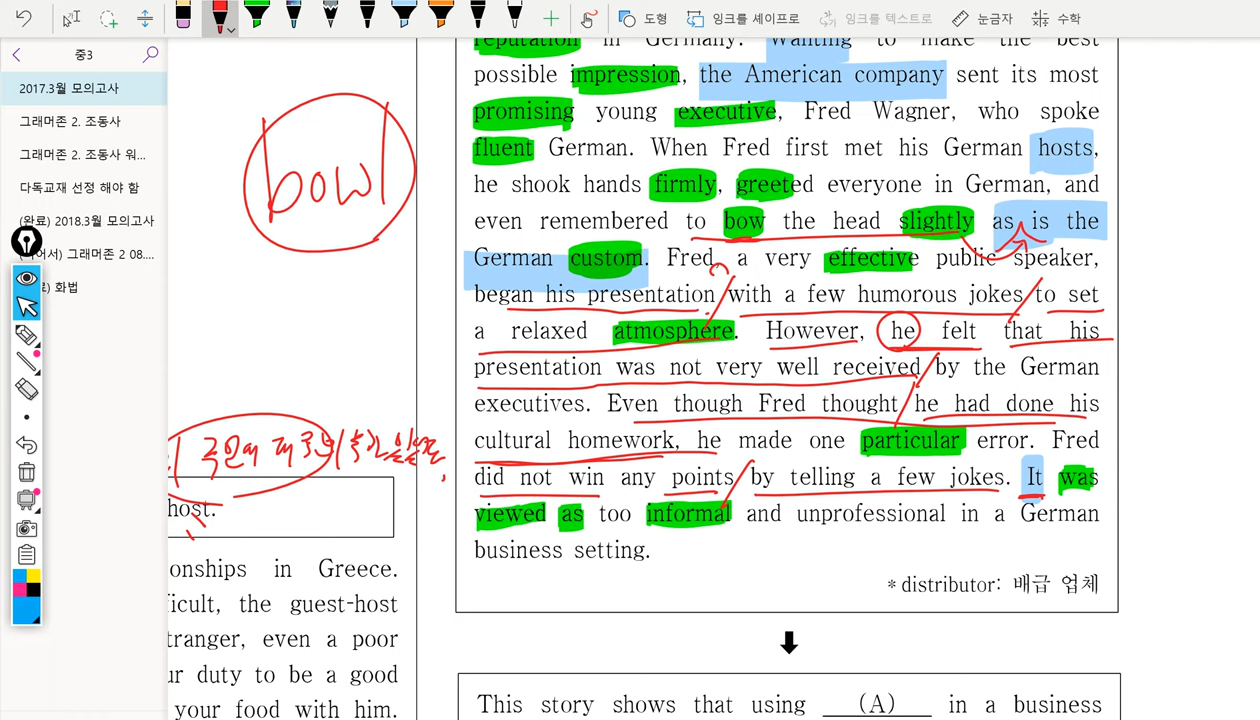 도형
잉크를 셰이프로
잉크를 텍스트로
눈금자
수학
중3
2017.3월 모의고사
그래머존 2. 조동사
그래머존 2. 조동사 워...
다독교재 선정 해야 함
(완료) 2018.3월 모의고사
어서) 그래머존 2 08....
) 화법
bowl
reputation in Germany. Wanting to make the best
possible impression, the American company sent its most
promising young executive, Fred Wagner, who spoke
fluent German. When Fred first met his German hosts,
he shook hands firmly, greeted everyone in German, and
even remembered to bow the head slightly as is the
German custom. Fred, a very effective public speaker,
began his presentation with a few humorous jokes to set
a relaxed atmosphere. However, he felt that his
presentation was not very well received by the German
executives. Even though Fred thought he had done his
cultural homework, he made one particular error. Fred
did not win any points by telling a few jokes. It was
viewed as too informal and unprofessional in a German
business setting.
* distributor: 배급 업체
host.
onships in Greece.
ficult, the guest-host
tranger, even a poor
ur duty to be a good
your food with him.
This story shows that using (A) in a business